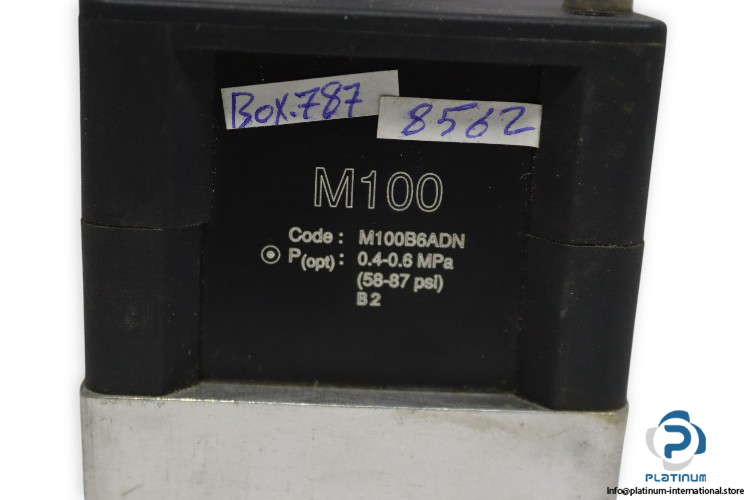 BOX.787
8562
M100
Code : M100B6ADN
P(opt) : 0.4-0.6 MPa
(58-87 psi)
B2
PLATINUM
Info@platinum-international.store